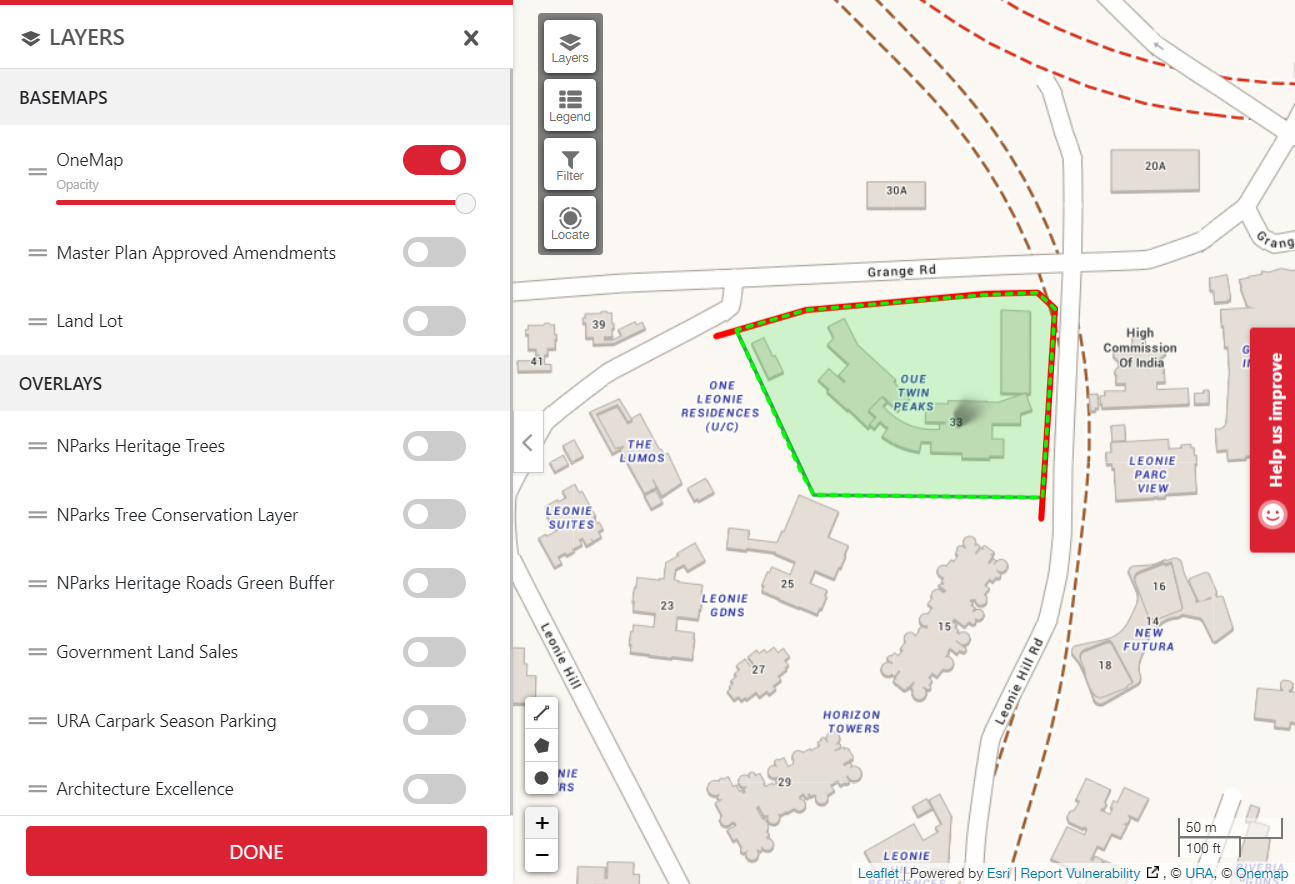 LAYERS
BASEMAPS
OneMap
Opacity
Master Plan Approved Amendments
Land Lot
OVERLAYS
NParks Heritage Trees
NParks Tree Conservation Layer
NParks Heritage Roads Green Buffer
Government Land Sales
URA Carpark Season Parking
Architecture Excellence
DONE
Layers
Legend
Filter
Locate
20A
30A
Grange Rd
Grang
39
41
High
Commission
Of India
OUE
TWIN
PEAKS
33
ONE
LEONIE
RESIDENCES
(U/C)
THE
LUMOS
LEONIE
SUITES
LEONIE
PARC
VIEW
Help us improve
25
23
LEONIE
GDNS
15
16
14
NEW
FUTURA
18
27
Leonie Hill
Leonie Hill Rd
HORIZON
TOWERS
29
NIE
RS
LEONIE
HILL
RESIDENCES
RIVERIA
GDNS
+
−
50 m
100 ft
Leaflet | Powered by Esri | Report Vulnerability , © URA, © Onemap